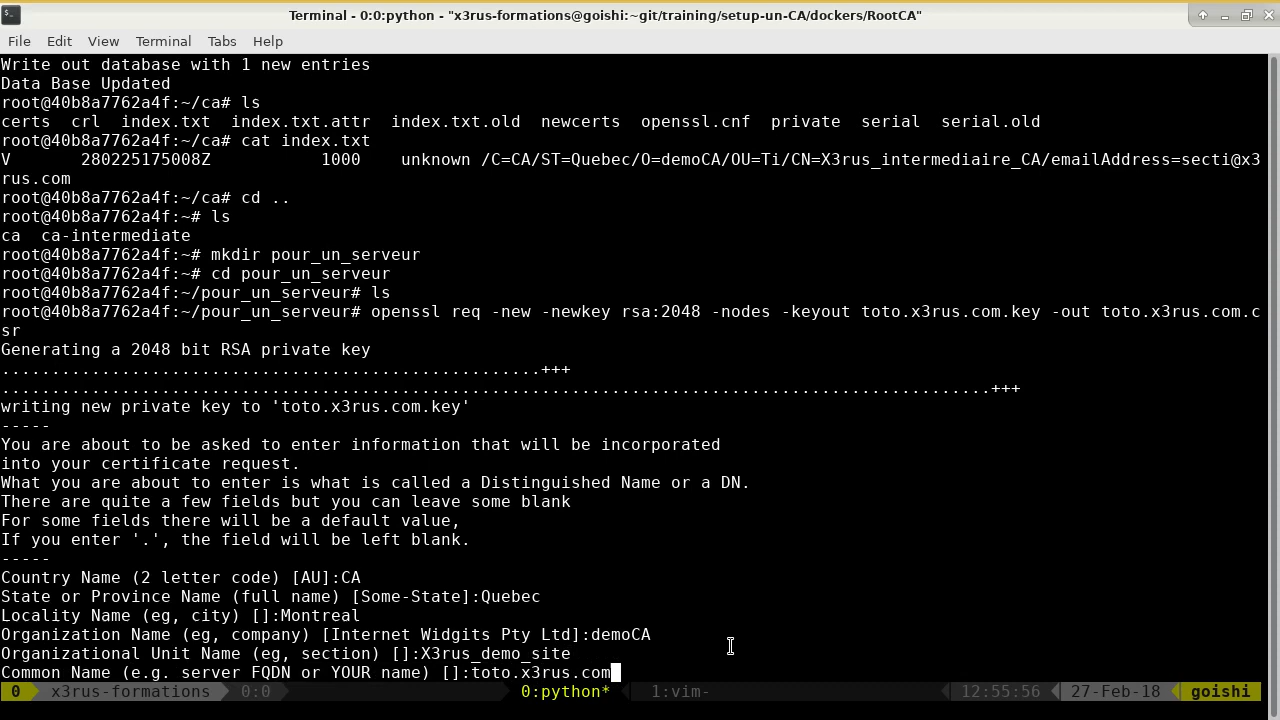 Terminal - 0:0:python - "x3rus-formations@goishi:~git/training/setup-un-CA/dockers/RootCA"
File Edit View Terminal Tabs Help
Write out database with 1 new entries
Data Base Updated
root@40b8a7762a4f:~/ca# ls
certs  crl  index.txt  index.txt.attr  index.txt.old  newcerts  openssl.cnf  private  serial  serial.old
root@40b8a7762a4f:~/ca# cat index.txt
V       280225175008Z           1000    unknown /C=CA/ST=Quebec/O=demoCA/OU=Ti/CN=X3rus_intermediaire_CA/emailAddress=secti@x3
rus.com
root@40b8a7762a4f:~/ca# cd ..
root@40b8a7762a4f:~# ls
ca  ca-intermediate
root@40b8a7762a4f:~# mkdir pour_un_serveur
root@40b8a7762a4f:~# cd pour_un_serveur
root@40b8a7762a4f:~/pour_un_serveur# ls
root@40b8a7762a4f:~/pour_un_serveur# openssl req -new -newkey rsa:2048 -nodes -keyout toto.x3rus.com.key -out toto.x3rus.com.c
sr
Generating a 2048 bit RSA private key
......................................................+++
...................................................................................................+++
writing new private key to 'toto.x3rus.com.key'
-----
You are about to be asked to enter information that will be incorporated
into your certificate request.
What you are about to enter is what is called a Distinguished Name or a DN.
There are quite a few fields but you can leave some blank
For some fields there will be a default value,
If you enter '.', the field will be left blank.
-----
Country Name (2 letter code) [AU]:CA
State or Province Name (full name) [Some-State]:Quebec
Locality Name (eg, city) []:Montreal
Organization Name (eg, company) [Internet Widgits Pty Ltd]:demoCA
Organizational Unit Name (eg, section) []:X3rus_demo_site
Common Name (e.g. server FQDN or YOUR name) []:toto.x3rus.com
0 x3rus-formations 0:0 0:python* 1:vim- 12:55:56 27-Feb-18 goishi